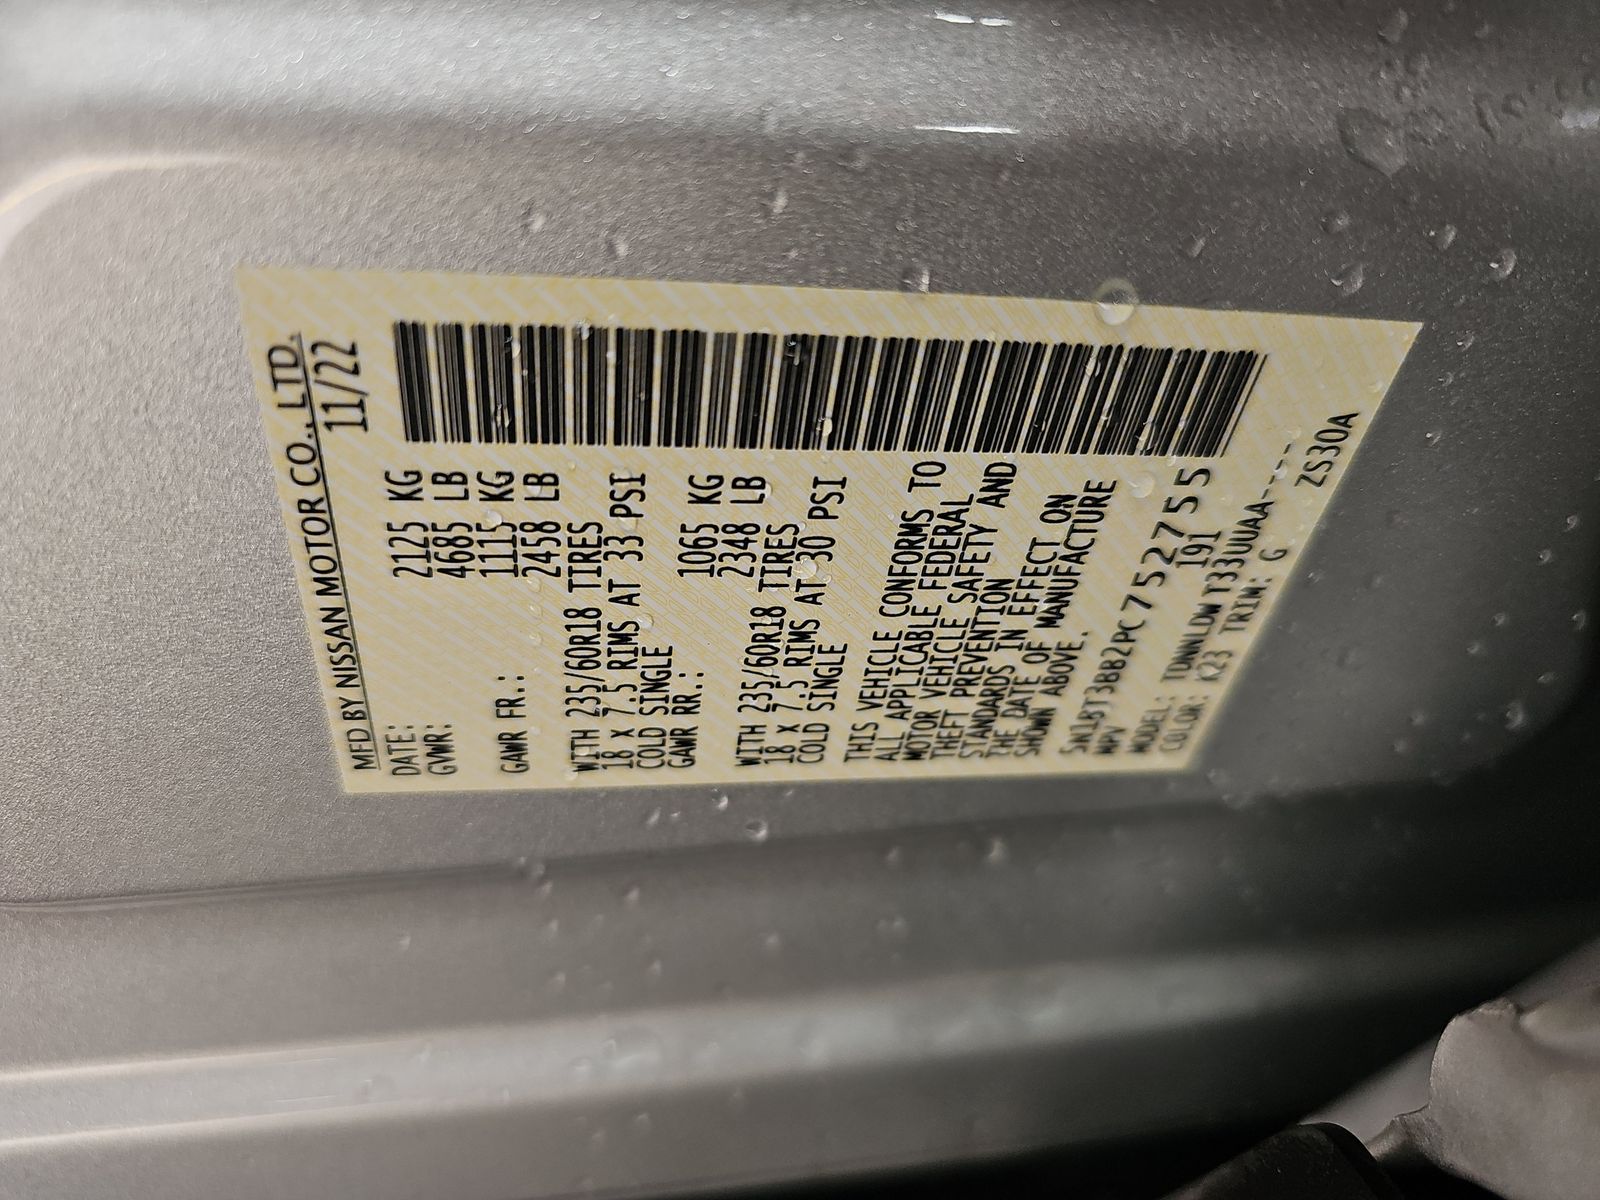 MFD BY NISSAN MOTOR CO., LTD.
DATE: 11/22
GVWR: 2125 KG
4685 LB
GAWR FR.: 1115 KG
2458 LB
WITH 235/60R18 TIRES
18 X 7.5 RIMS AT 33 PSI
COLD SINGLE
GAWR RR.: 1065 KG
2348 LB
WITH 235/60R18 TIRES
18 X 7.5 RIMS AT 30 PSI
COLD SINGLE
THIS VEHICLE CONFORMS TO
ALL APPLICABLE FEDERAL
MOTOR VEHICLE SAFETY AND
THEFT PREVENTION
STANDARDS IN EFFECT ON
THE DATE OF MANUFACTURE
SHOWN ABOVE.
5N1BT3BB2PC752755
MPV 191
MODEL: TDWNLDW T33UUUAA-----
COLOR: K23 TRIM: G
ZS30A